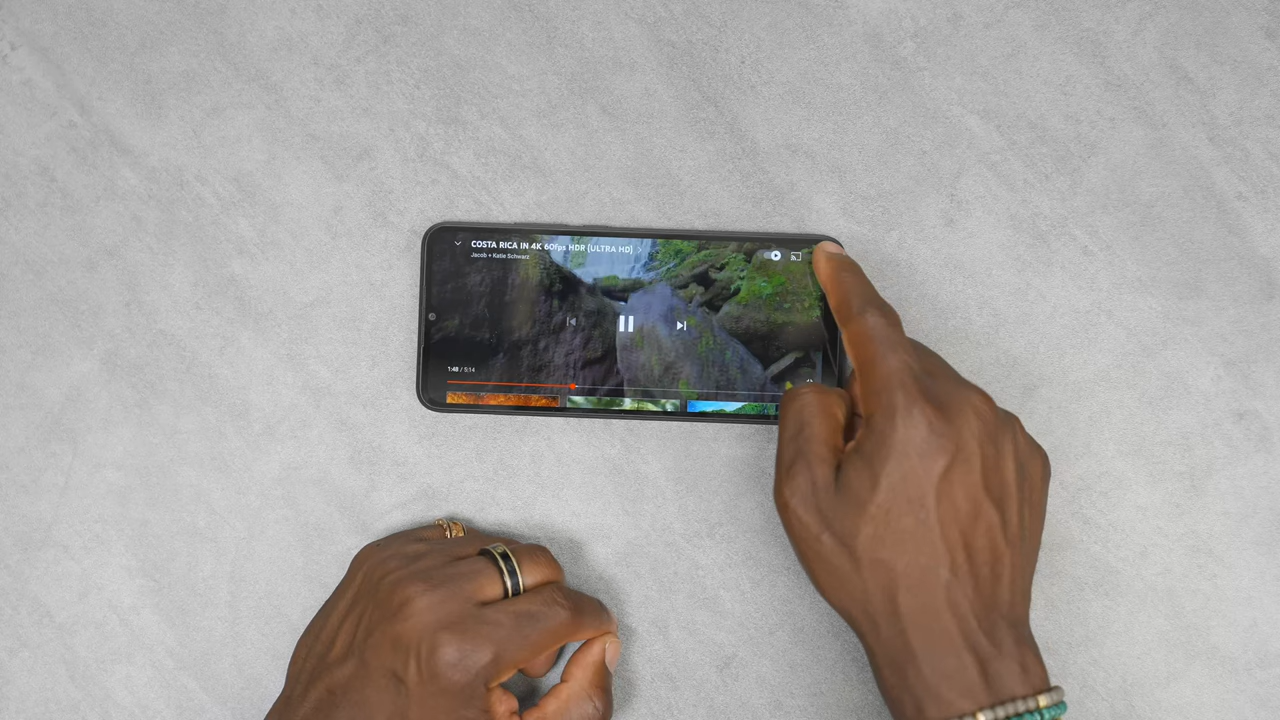 COSTA RICA IN 4K 60fps HDR (ULTRA HD)
Jacob + Katie Schwarz
1:48 / 5:14